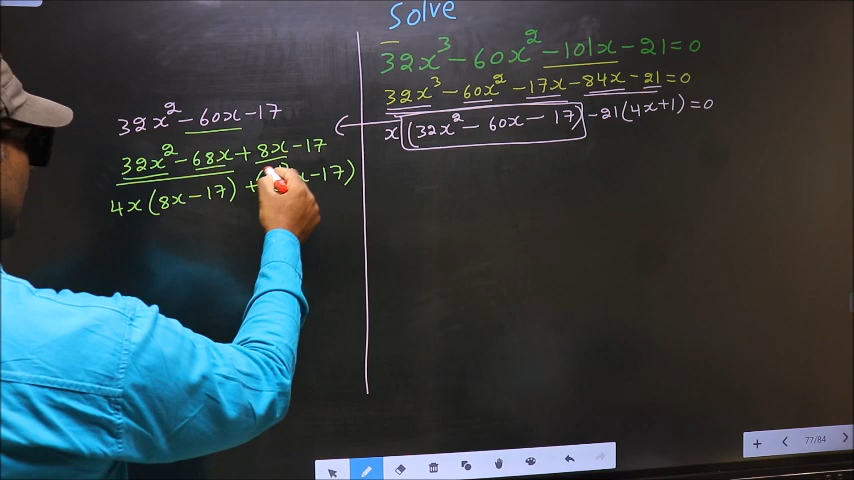 Solve
32x³ - 60x² - 101x - 21 = 0
32x³ - 60x² - 17x - 84x - 21 = 0
x(32x² - 60x - 17) - 21(4x+1) = 0
32x² - 60x - 17
32x² - 68x + 8x - 17
4x(8x - 17) + x - 17)
77/84